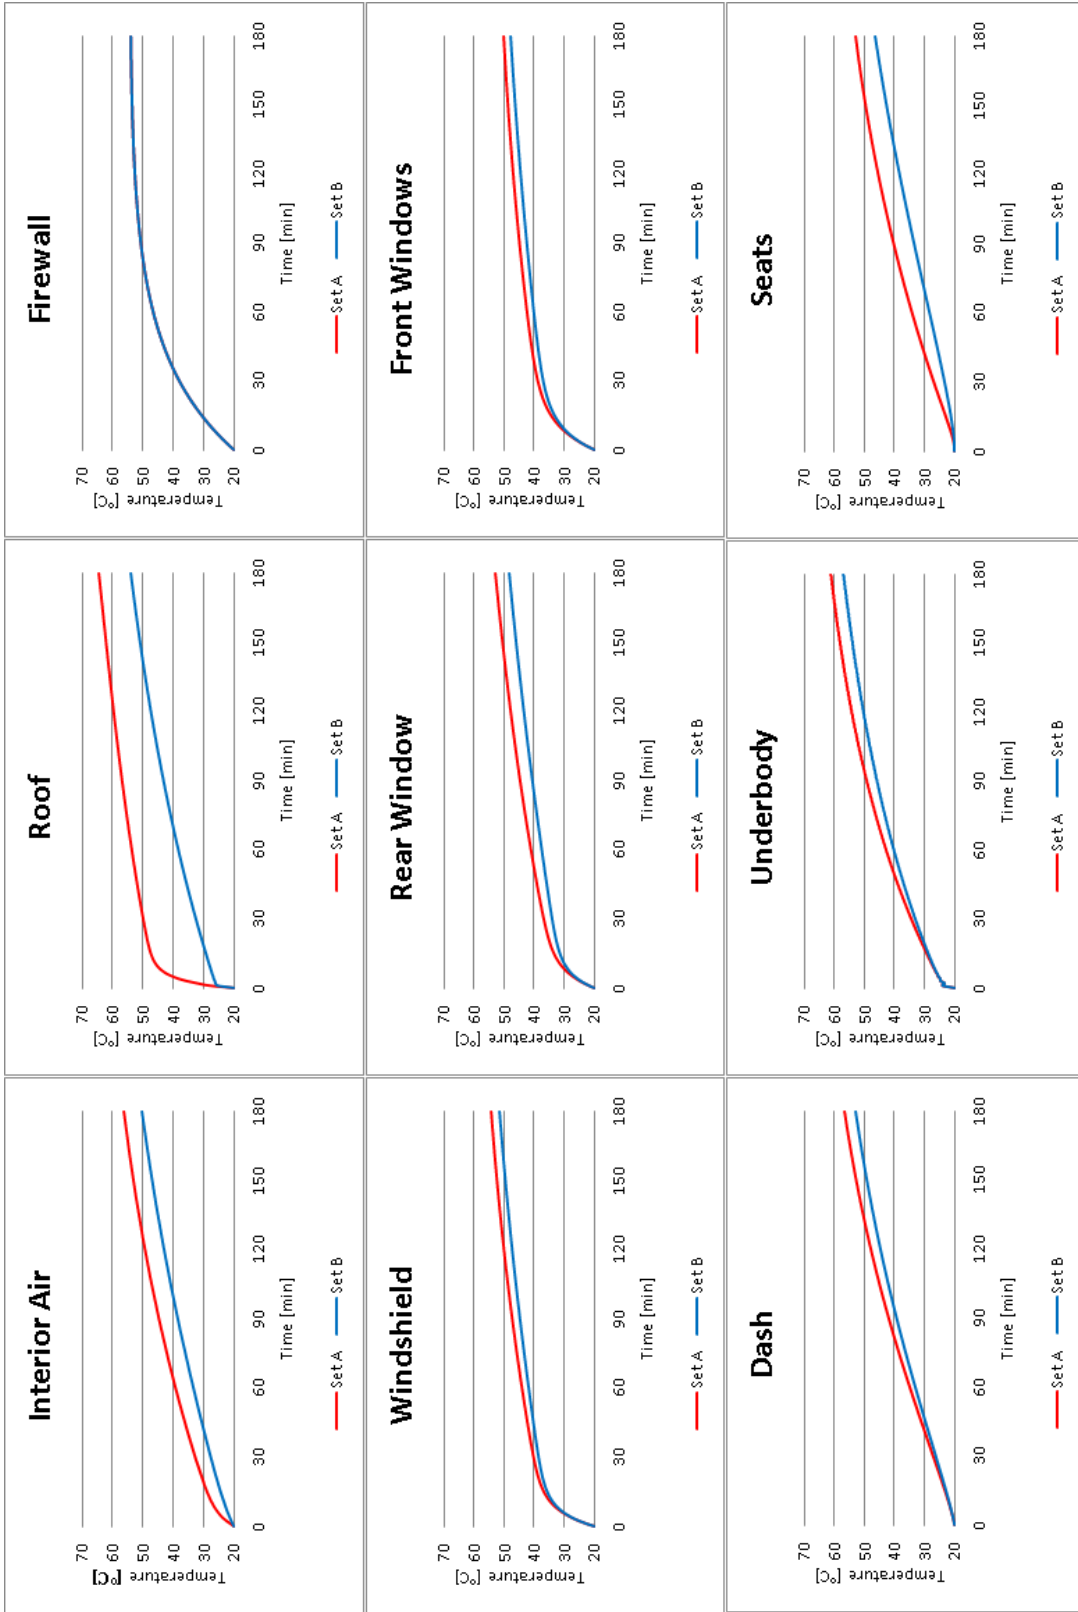 Interior Air
Temperature [°C]
70
60
50
40
30
20
0 30 60 90 120 150 180
Time [min]
Set A Set B
Roof
Temperature [°C]
70
60
50
40
30
20
0 30 60 90 120 150 180
Time [min]
Set A Set B
Firewall
Temperature [°C]
70
60
50
40
30
20
0 30 60 90 120 150 180
Time [min]
Set A Set B
Windshield
Temperature [°C]
70
60
50
40
30
20
0 30 60 90 120 150 180
Time [min]
Set A Set B
Rear Window
Temperature [°C]
70
60
50
40
30
20
0 30 60 90 120 150 180
Time [min]
Set A Set B
Front Windows
Temperature [°C]
70
60
50
40
30
20
0 30 60 90 120 150 180
Time [min]
Set A Set B
Dash
Temperature [°C]
70
60
50
40
30
20
0 30 60 90 120 150 180
Time [min]
Set A Set B
Underbody
Temperature [°C]
70
60
50
40
30
20
0 30 60 90 120 150 180
Time [min]
Set A Set B
Seats
Temperature [°C]
70
60
50
40
30
20
0 30 60 90 120 150 180
Time [min]
Set A Set B